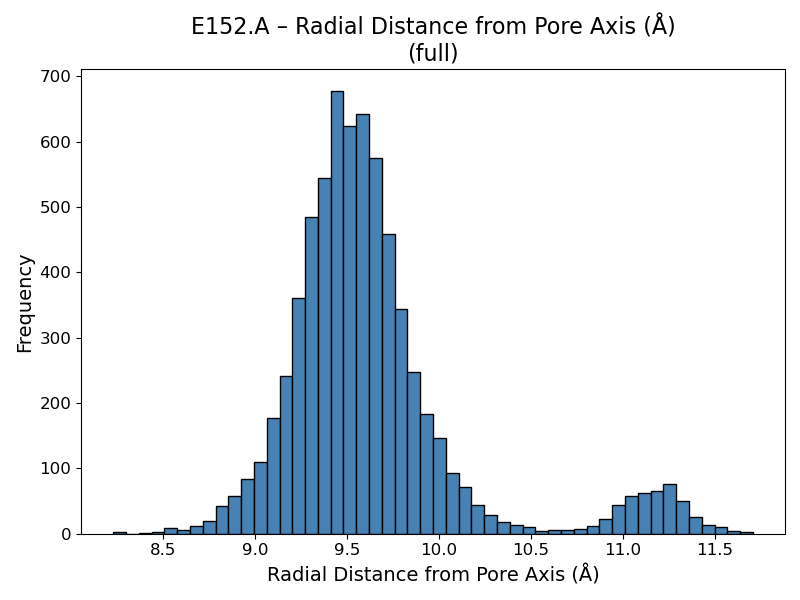 E152.A – Radial Distance from Pore Axis (Å)
(full)
Frequency
700
600
500
400
300
200
100
0
8.5 9.0 9.5 10.0 10.5 11.0 11.5
Radial Distance from Pore Axis (Å)